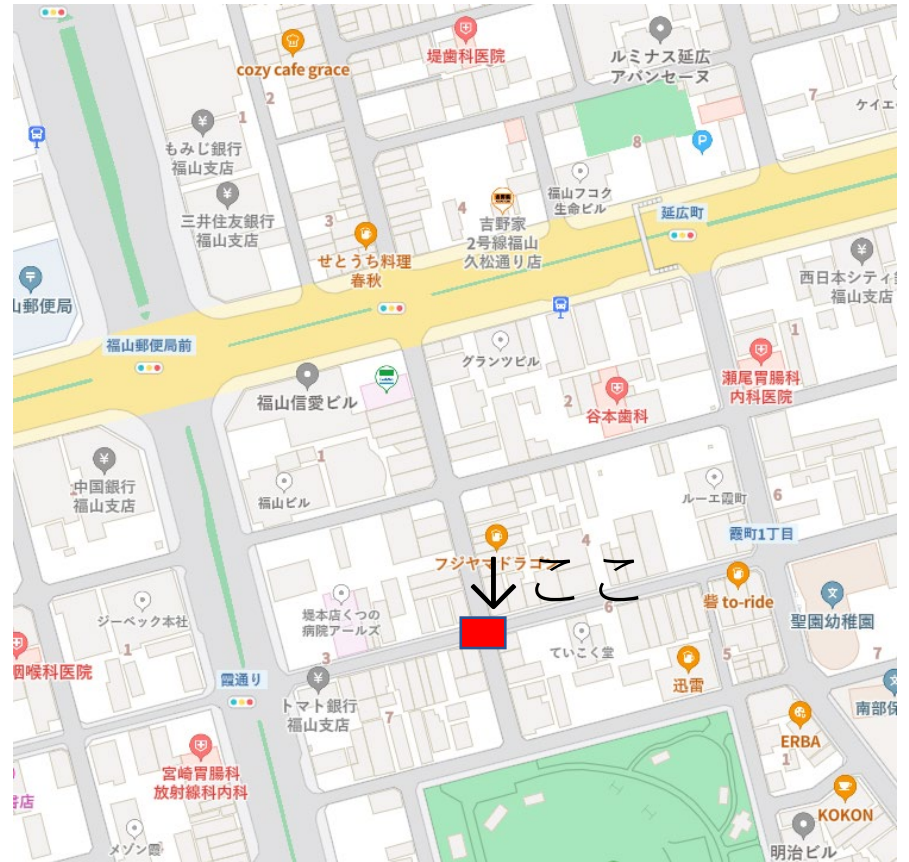 cozy cafe grace
堤歯科医院
ルミナス延広
アバンセーヌ
2
1
7
ケイエ
もみじ銀行
福山支店
8
P
三井住友銀行
福山支店
3
4
福山フコク
生命ビル
延広町
吉野家
2号線福山
久松通り店
せとうち料理
春秋
西日本シティ
福山支店
山郵便局
福山郵便局前
グランツビル
1
瀬尾胃腸科
内科医院
福山信愛ビル
2
谷本歯科
1
中国銀行
福山支店
福山ビル
ルーエ霞町
6
霞町1丁目
4
フジヤマドラゴン
ここ
砦 to-ride
文
聖園幼稚園
堤本店くつの
病院アールズ
6
ジーベック本社
1
ていこく堂
咽喉科医院
3
5
7
霞通り
トマト銀行
福山支店
7
迅雷
文
南部保
ERBA
宮崎胃腸科
放射線科内科
1
書店
KOKON
メゾン霞
明治ビル